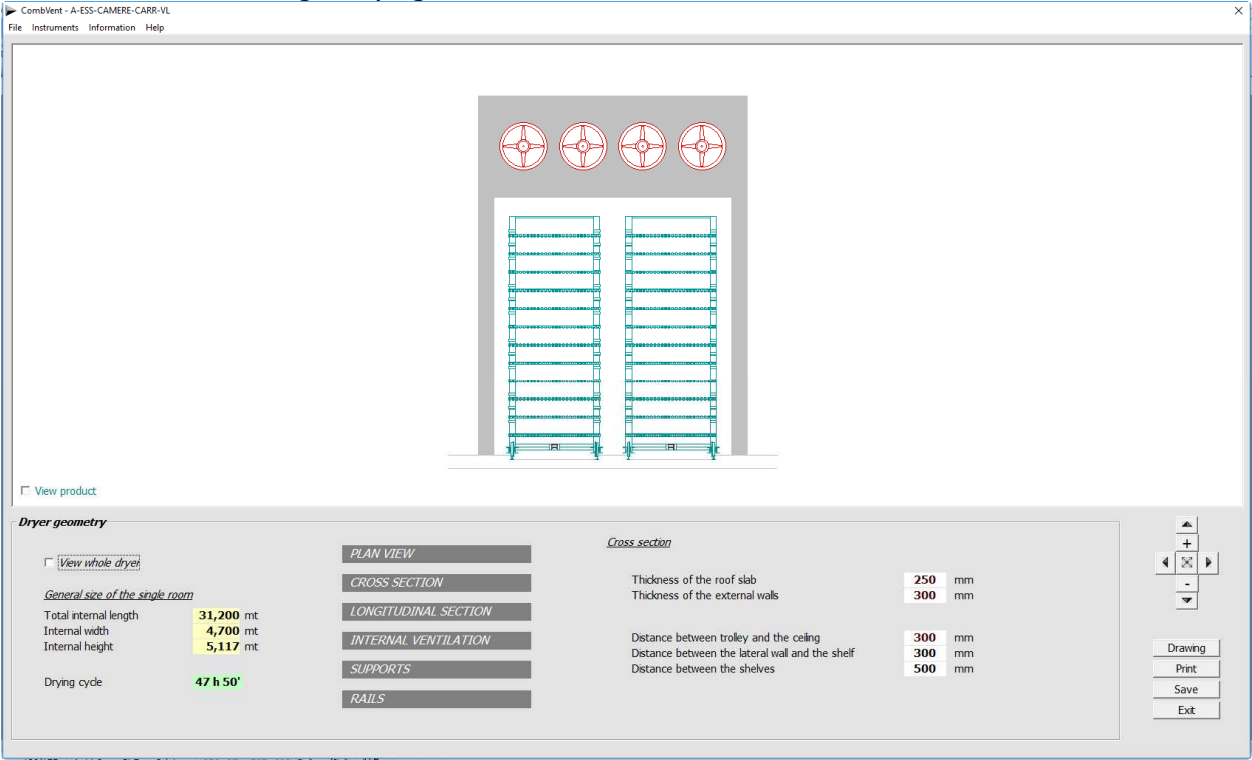 CombVent - A-ESS-CAMERE-CARR-VL
File Instruments Information Help
View product
Dryer geometry
View whole dryer
General size of the single room
Total internal length 31,200 mt
Internal width 4,700 mt
Internal height 5,117 mt
Drying cycle 47 h 50'
PLAN VIEW
CROSS SECTION
LONGITUDINAL SECTION
INTERNAL VENTILATION
SUPPORTS
RAILS
Cross section
Thickness of the roof slab 250 mm
Thickness of the external walls 300 mm
Distance between trolley and the ceiling 300 mm
Distance between the lateral wall and the shelf 300 mm
Distance between the shelves 500 mm
+
-
Drawing
Print
Save
Exit